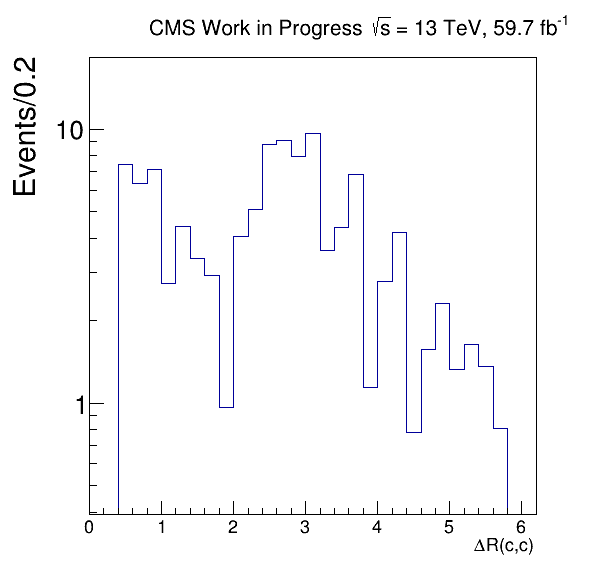 CMS Work in Progress √s = 13 TeV, 59.7 fb⁻¹
Events/0.2
10
1
0 1 2 3 4 5 6
ΔR(c,c)